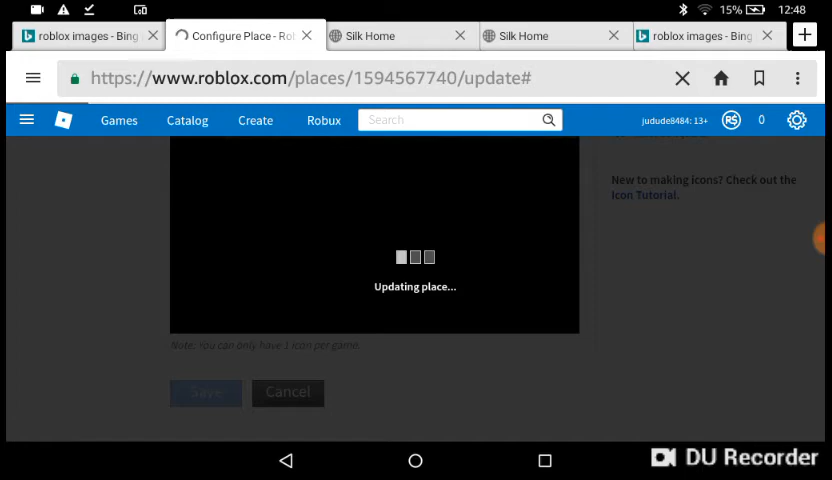 15% 12:48
roblox images - Bing
Configure Place - Rol
Silk Home
Silk Home
roblox images - Bing
https://www.roblox.com/places/1594567740/update#
Games Catalog Create Robux Search judude8484: 13+ 0
New to making icons? Check out the
Icon Tutorial.
Updating place...
Note: You can only have 1 icon per game.
Save Cancel
DU Recorder